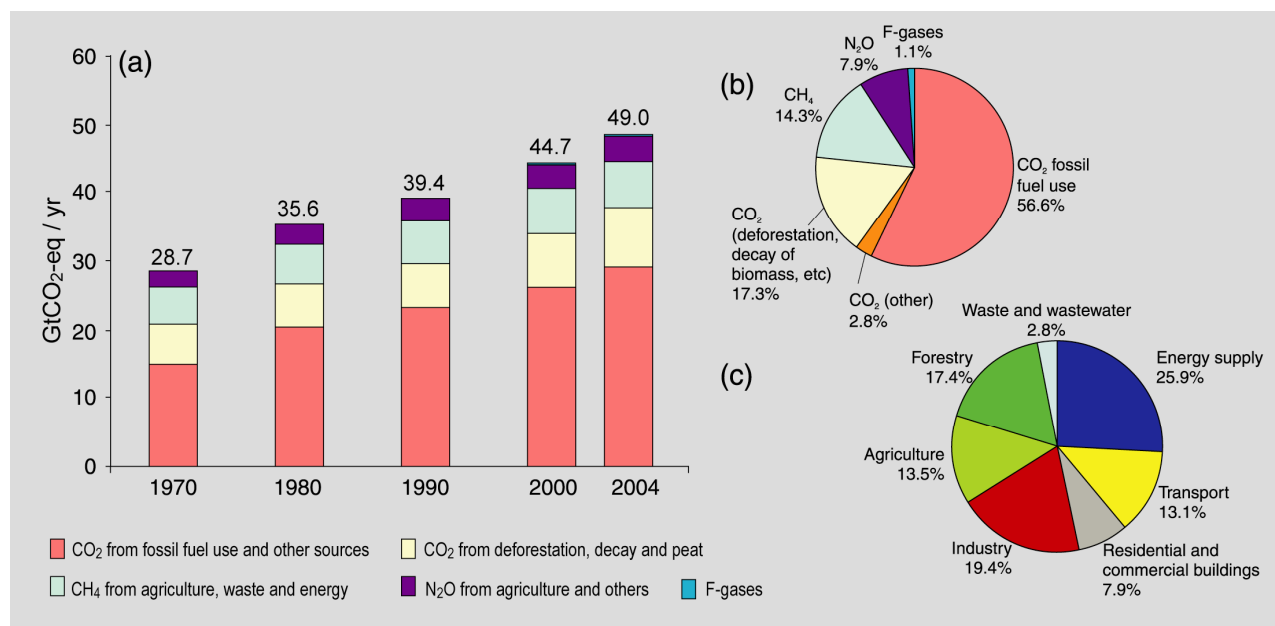 (a)
60
50
40
30
20
10
0
GtCO₂-eq / yr
28.7
35.6
39.4
44.7
49.0
1970
1980
1990
2000
2004
CO₂ from fossil fuel use and other sources
CO₂ from deforestation, decay and peat
CH₄ from agriculture, waste and energy
N₂O from agriculture and others
F-gases
(b)
F-gases
1.1%
N₂O
7.9%
CH₄
14.3%
CO₂ fossil
fuel use
56.6%
CO₂
(deforestation,
decay of
biomass, etc)
17.3%
CO₂ (other)
2.8%
(c)
Waste and wastewater
2.8%
Forestry
17.4%
Energy supply
25.9%
Agriculture
13.5%
Transport
13.1%
Industry
19.4%
Residential and
commercial buildings
7.9%